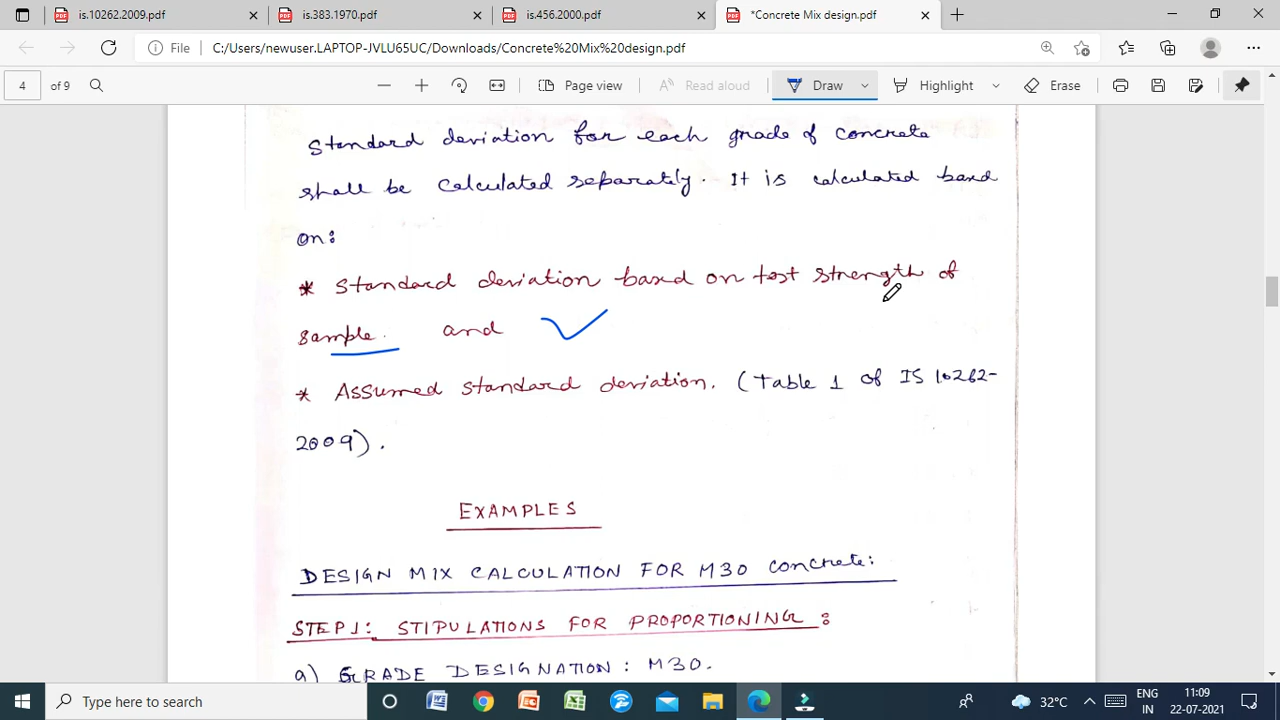 is.10262.2009.pdf
is.383.1970.pdf
is.456.2000.pdf
*Concrete Mix design.pdf
File
C:/Users/newuser.LAPTOP-JVLU65UC/Downloads/Concrete%20Mix%20design.pdf
4 of 9
Page view
Read aloud
Draw
Highlight
Erase
Standard deviation for each grade of concrete
shall be calculated separately. It is calculated basd
on:
* Standard deviation basd on test strength of
sample. and
* Assumed standard deviation. (Table 1 of IS 10262-
2009).
EXAMPLES
DESIGN MIX CALCULATION FOR M30 concrete:
STEP1: STIPULATIONS FOR PROPORTIONING:
a) GRADE DESIGNATION: M30.
Type here to search
32°C
ENG
IN
11:09
22-07-2021